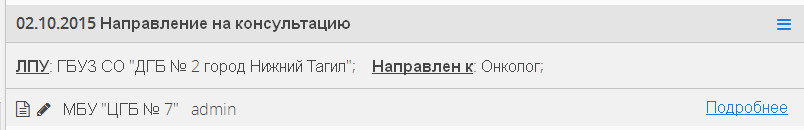 02.10.2015 Направление на консультацию
ЛПУ: ГБУЗ СО "ДГБ № 2 город Нижний Тагил"; Направлен к: Онколог;
МБУ "ЦГБ № 7" admin Подробнее